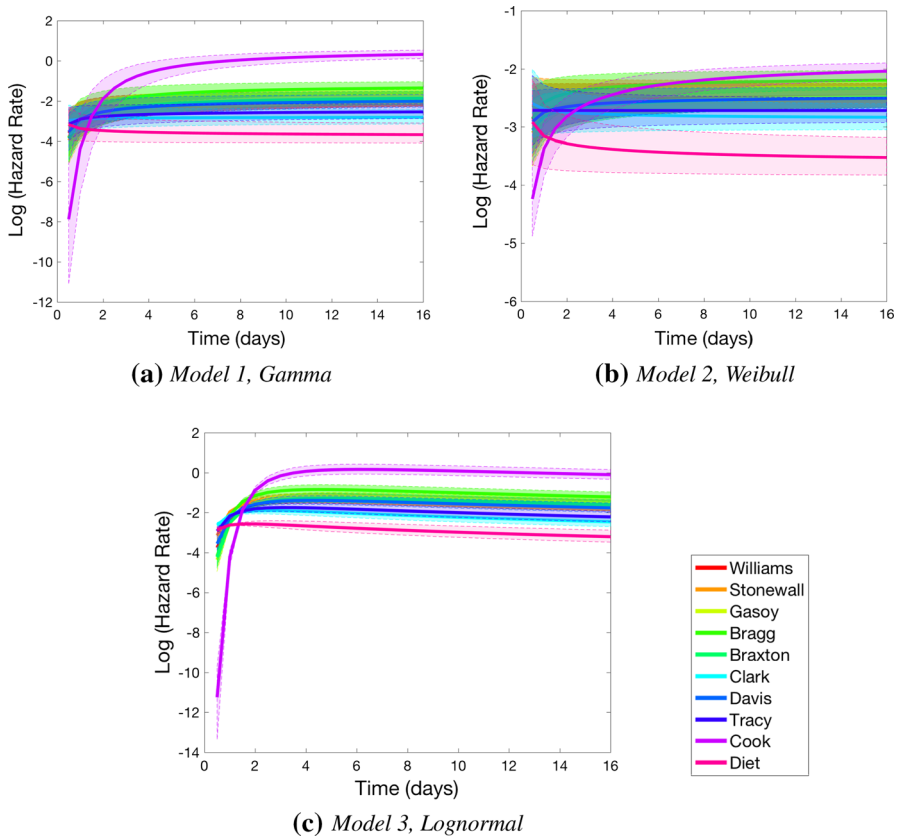 2
0
-2
-4
-6
-8
-10
-12
Log (Hazard Rate)
0 2 4 6 8 10 12 14 16
Time (days)
(a) Model 1, Gamma
-1
-2
-3
-4
-5
-6
Log (Hazard Rate)
0 2 4 6 8 10 12 14 16
Time (days)
(b) Model 2, Weibull
2
0
-2
-4
-6
-8
-10
-12
-14
Log (Hazard Rate)
0 2 4 6 8 10 12 14 16
Time (days)
(c) Model 3, Lognormal
Williams
Stonewall
Gasoy
Bragg
Braxton
Clark
Davis
Tracy
Cook
Diet